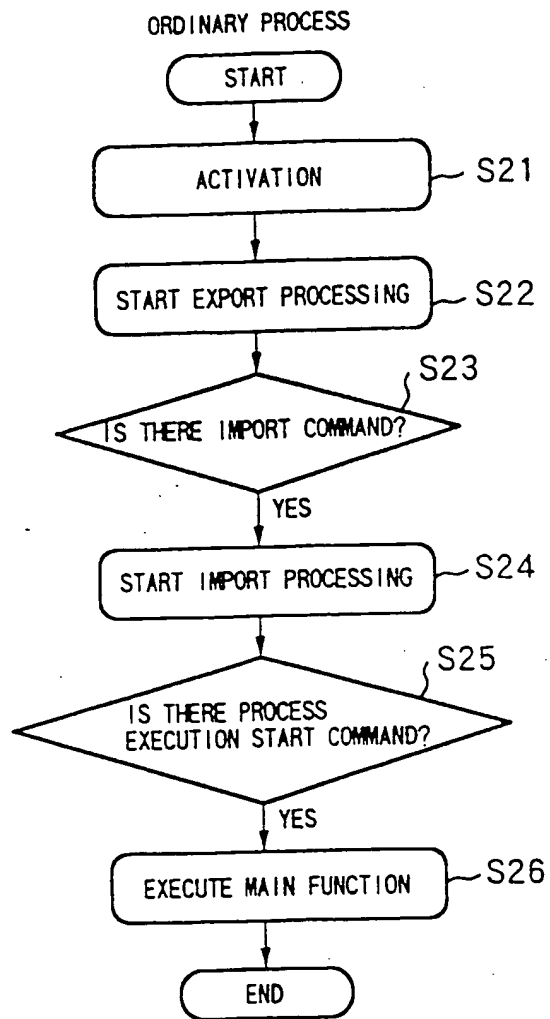 ORDINARY PROCESS
START
ACTIVATION
S21
START EXPORT PROCESSING
S22
S23
IS THERE IMPORT COMMAND?
YES
START IMPORT PROCESSING
S24
S25
IS THERE PROCESS
EXECUTION START COMMAND?
YES
EXECUTE MAIN FUNCTION
S26
END